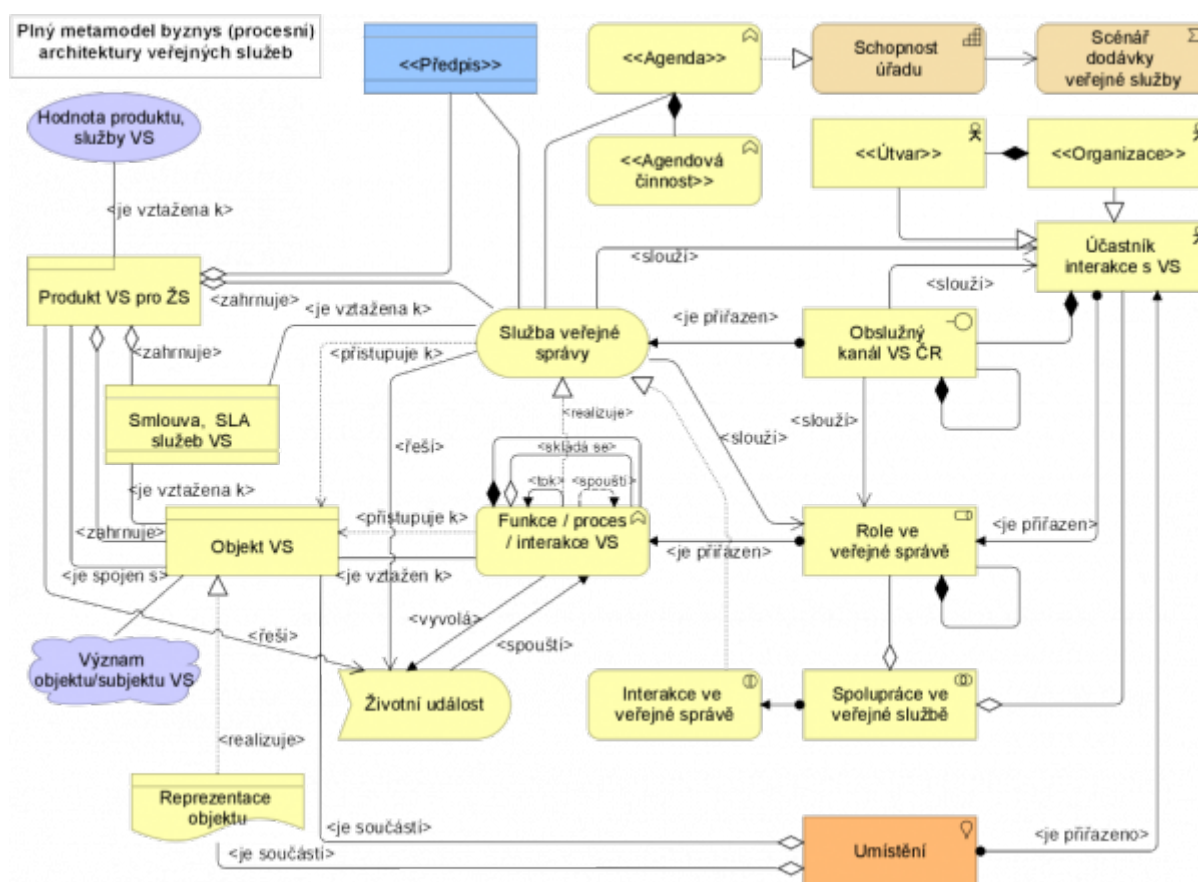 Plný metamodel byznys (procesní)
architektury veřejných služeb
<<Předpis>>
<<Agenda>>
Schopnost
úřadu
Scénář
dodávky
veřejné služby
Hodnota produktu,
služby VS
<<Agendová
činnost>>
<<Útvar>>
<<Organizace>>
<je vztažena k>
Účastník
interakce s VS
<slouží>
<slouží>
Produkt VS pro ŽS
<zahrnuje>
<je vztažena k>
Služba veřejné
správy
<je přiřazen>
Obslužný
kanál VS ČR
<zahrnuje>
<přistupuje k>
Smlouva, SLA
služeb VS
<realizuje>
<slouží>
<slouží>
<řeší>
<skládá se>
<je vztažena k>
<tok>
<spouští>
<zahrnuje>
Objekt VS
<přistupuje k>
Funkce / proces
/ interakce VS
<je přiřazen>
Role ve
veřejné správě
<je přiřazen>
<je spojen s>
<je vztažen k>
<vyvolá>
<řeší>
<spouští>
Význam
objektu/subjektu VS
Životní událost
Interakce ve
veřejné správě
Spolupráce ve
veřejné službě
<realizuje>
Reprezentace
objektu
<je součástí>
<je součástí>
Umístění
<je přiřazeno>